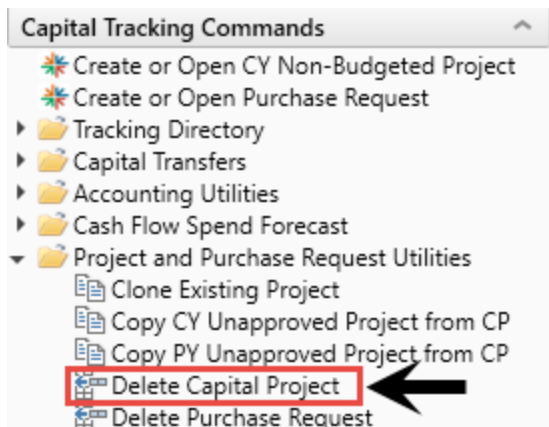 Capital Tracking Commands
Create or Open CY Non-Budgeted Project
Create or Open Purchase Request
Tracking Directory
Capital Transfers
Accounting Utilities
Cash Flow Spend Forecast
Project and Purchase Request Utilities
Clone Existing Project
Copy CY Unapproved Project from CP
Copy PY Unapproved Project from CP
Delete Capital Project
Delete Purchase Request